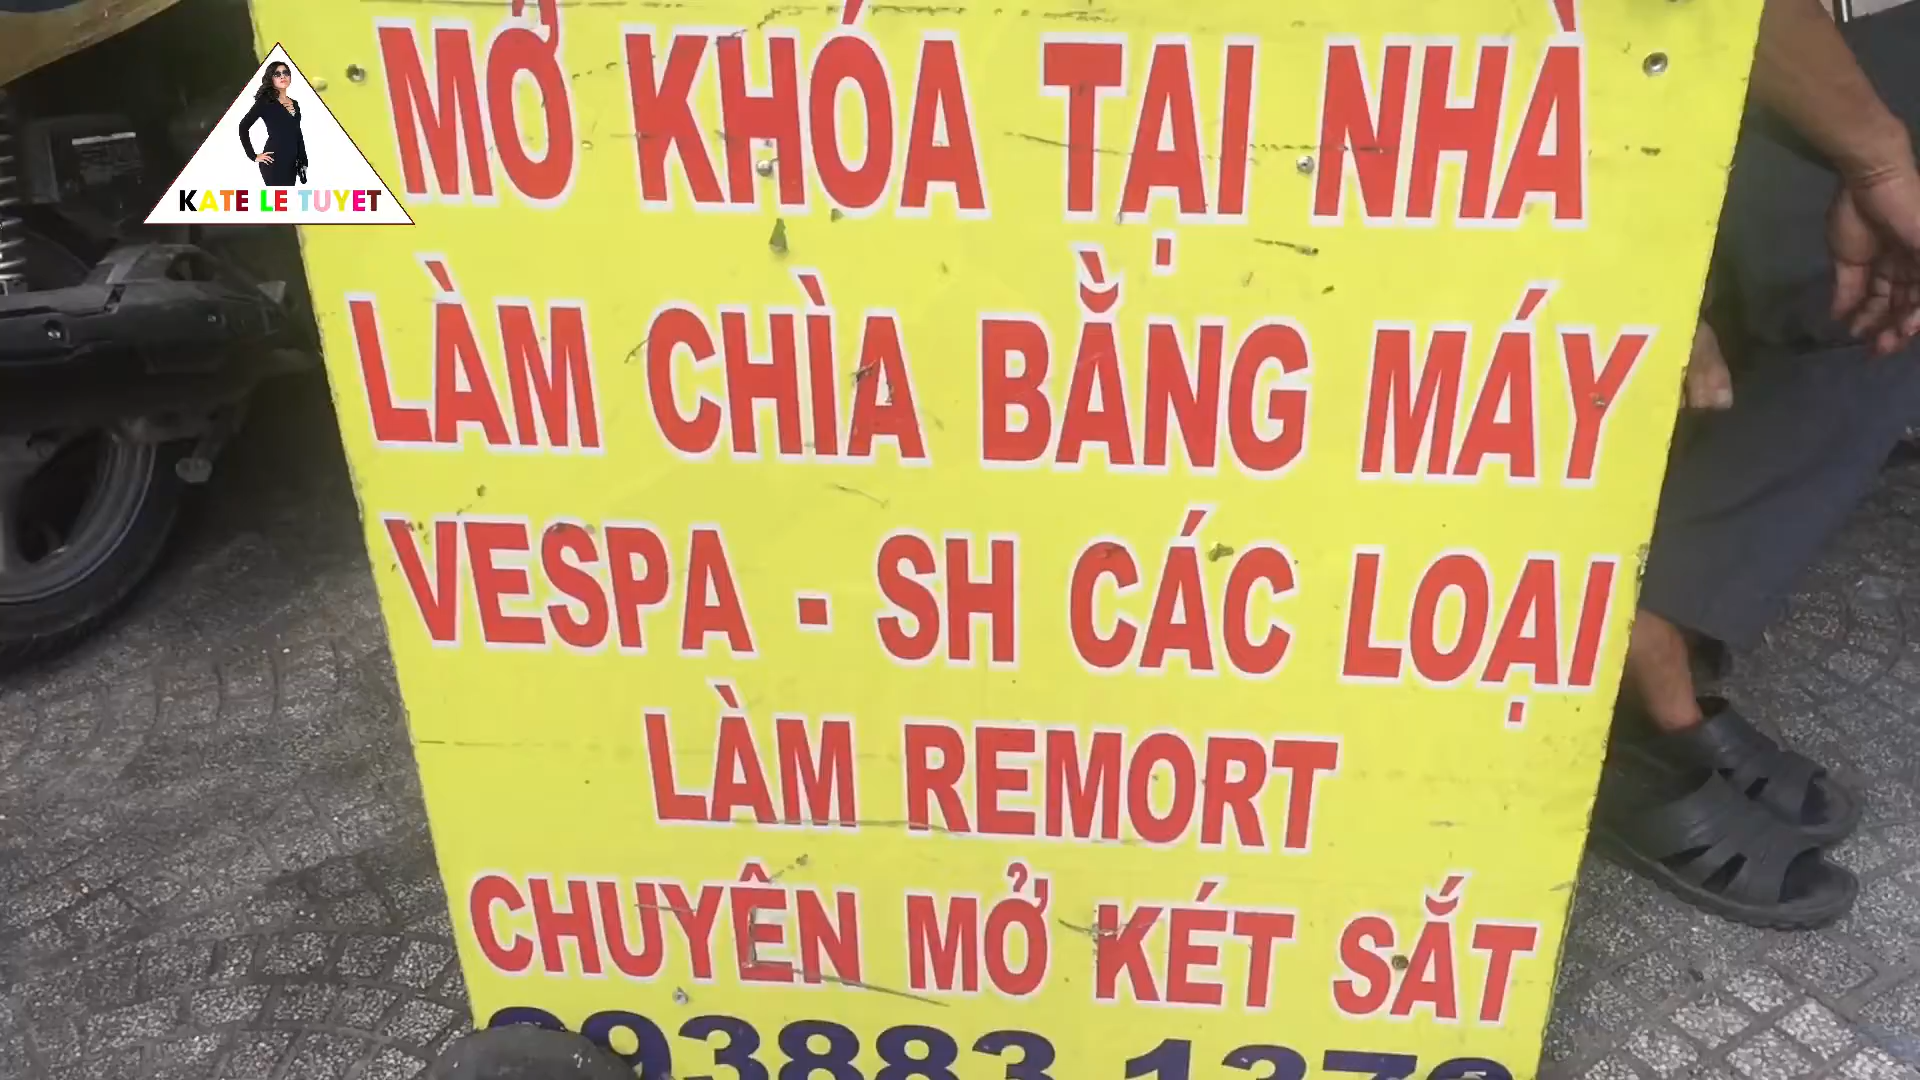 KATE LE TUYET
MỞ KHÓA TẠI NHÀ
LÀM CHÌA BẰNG MÁY
VESPA - SH CÁC LOẠI
LÀM REMORT
CHUYÊN MỞ KÉT SẮT